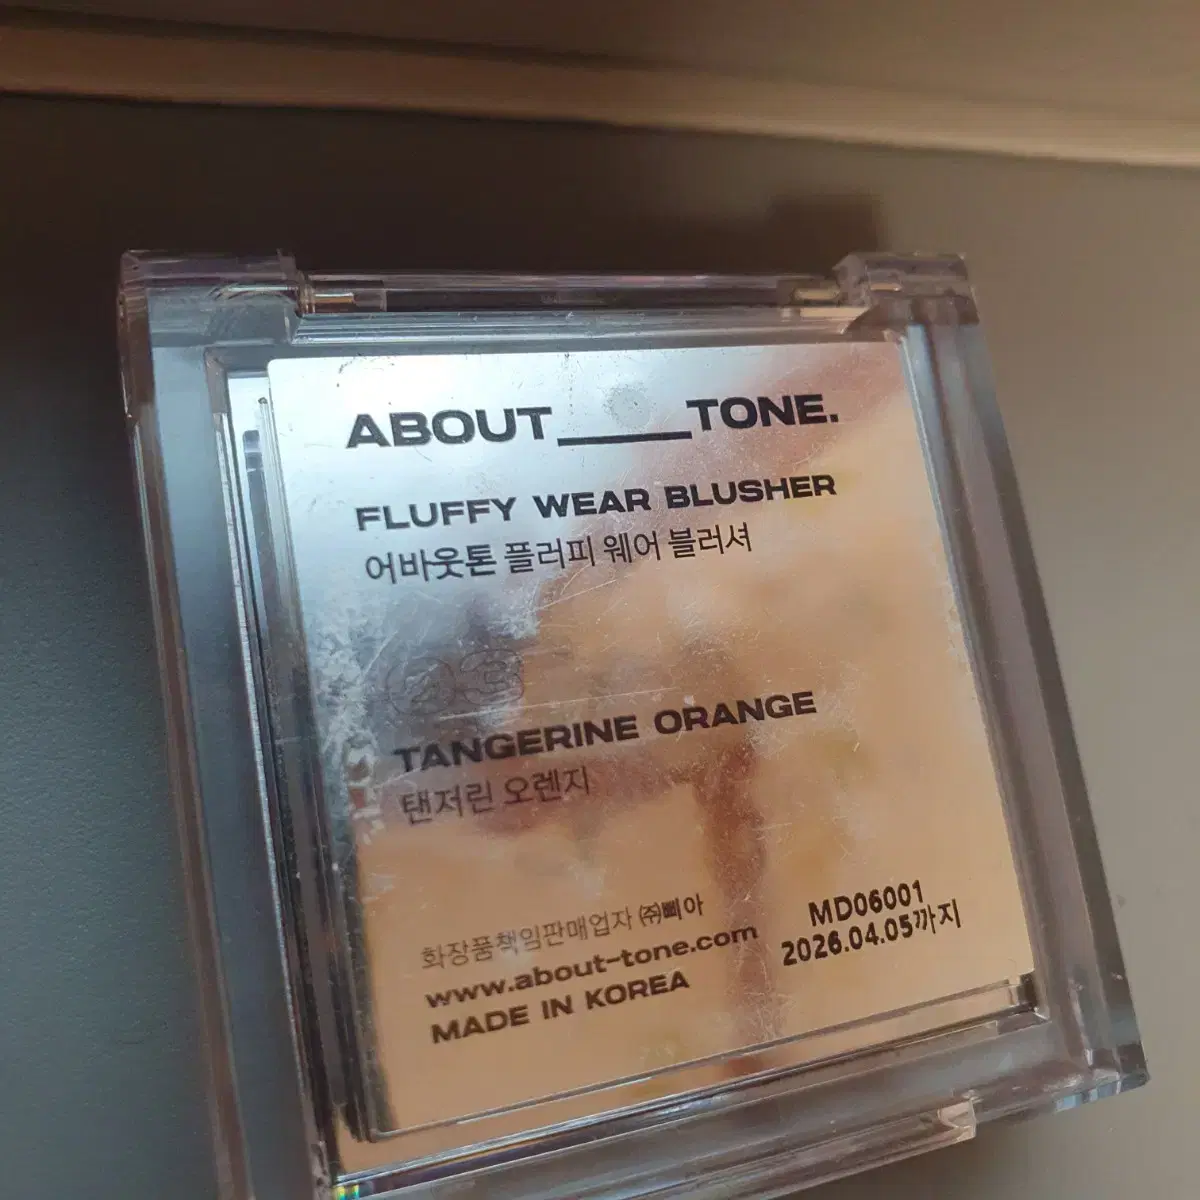 ABOUT____TONE.
FLUFFY WEAR BLUSHER
어바웃톤 플러피 웨어 블러셔
03
TANGERINE ORANGE
탠저린 오렌지
화장품책임판매업자 ㈜삐아
www.about-tone.com
MADE IN KOREA
MD06001
2026.04.05까지